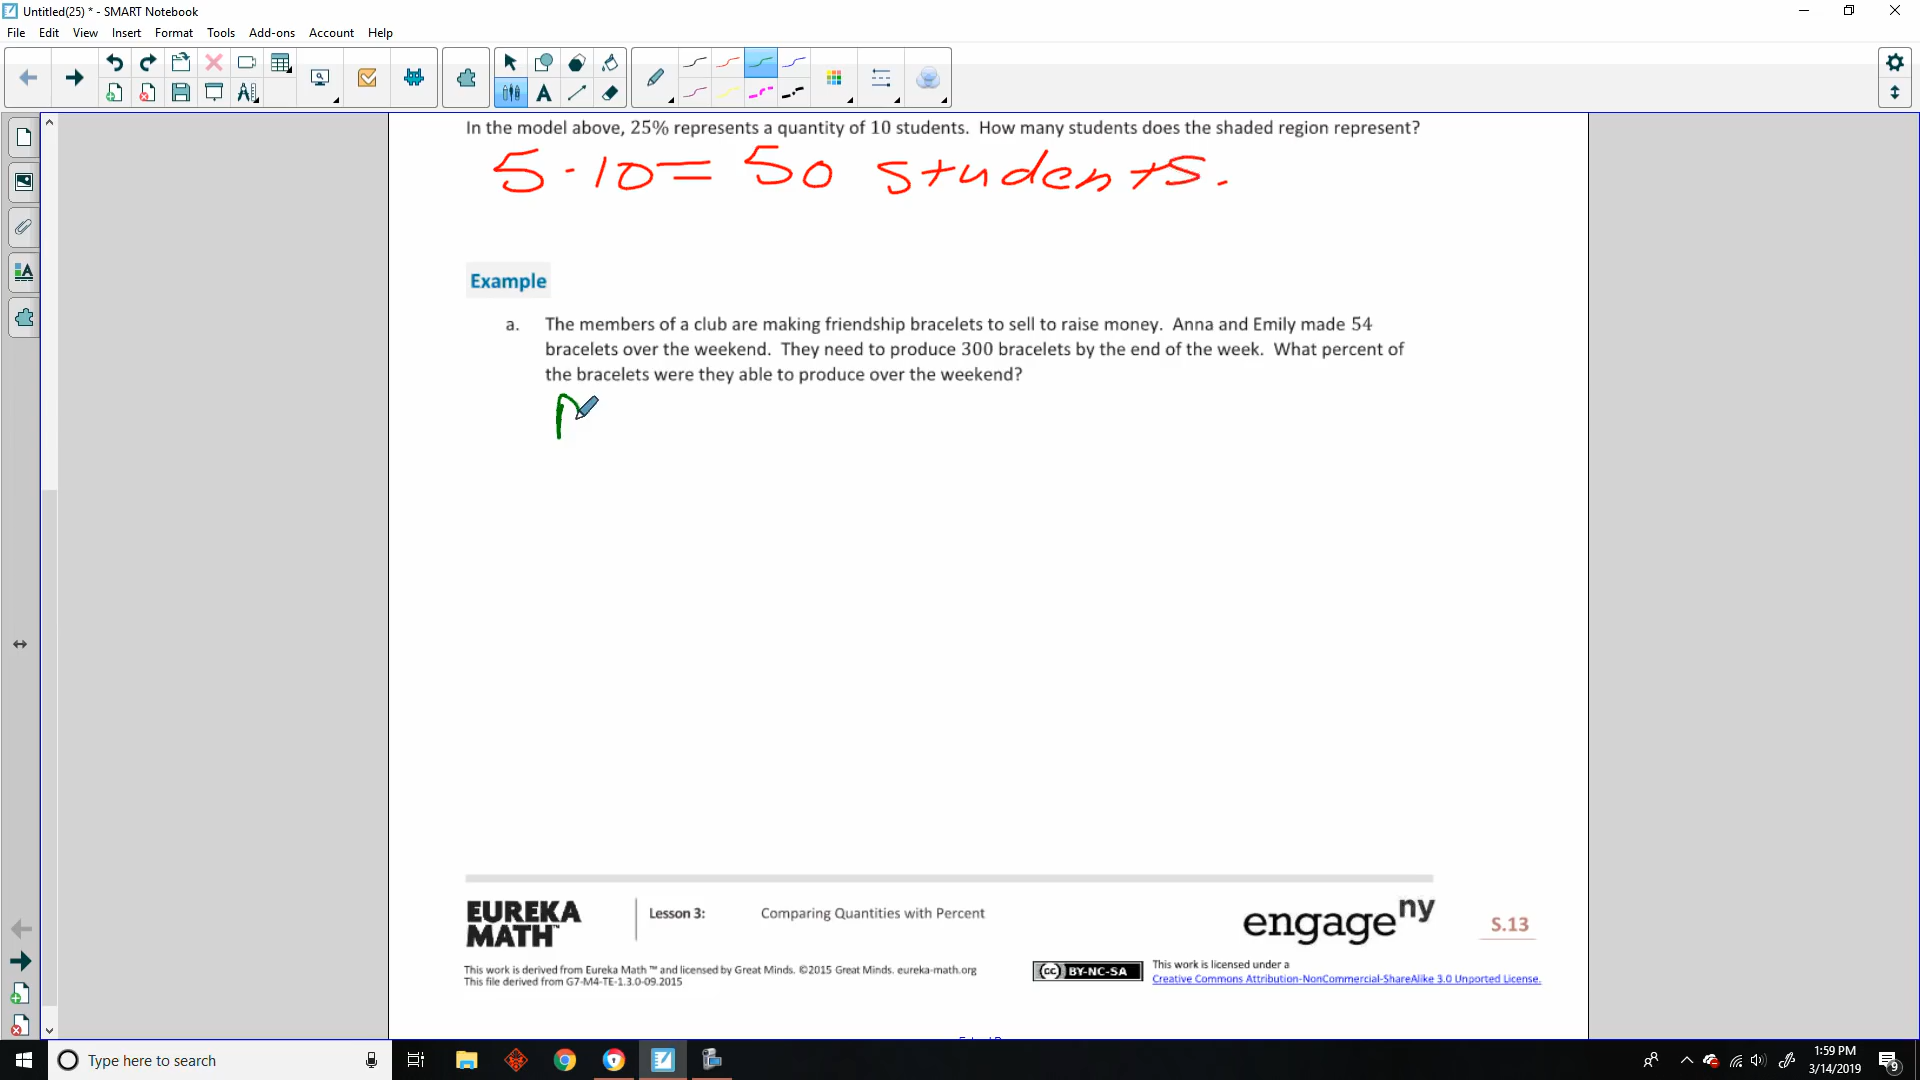 Untitled(25) * - SMART Notebook
File Edit View Insert Format Tools Add-ons Account Help
In the model above, 25% represents a quantity of 10 students. How many students does the shaded region represent?
5 · 10 = 50 students.
Example
a. The members of a club are making friendship bracelets to sell to raise money. Anna and Emily made 54
bracelets over the weekend. They need to produce 300 bracelets by the end of the week. What percent of
the bracelets were they able to produce over the weekend?
EUREKA
MATH™
Lesson 3: Comparing Quantities with Percent
engageny
S.13
This work is derived from Eureka Math ™ and licensed by Great Minds. ©2015 Great Minds. eureka-math.org
This file derived from G7-M4-TE-1.3.0-09.2015
(cc) BY-NC-SA
This work is licensed under a
Creative Commons Attribution-NonCommercial-ShareAlike 3.0 Unported License.
Type here to search
1:59 PM
3/14/2019
9